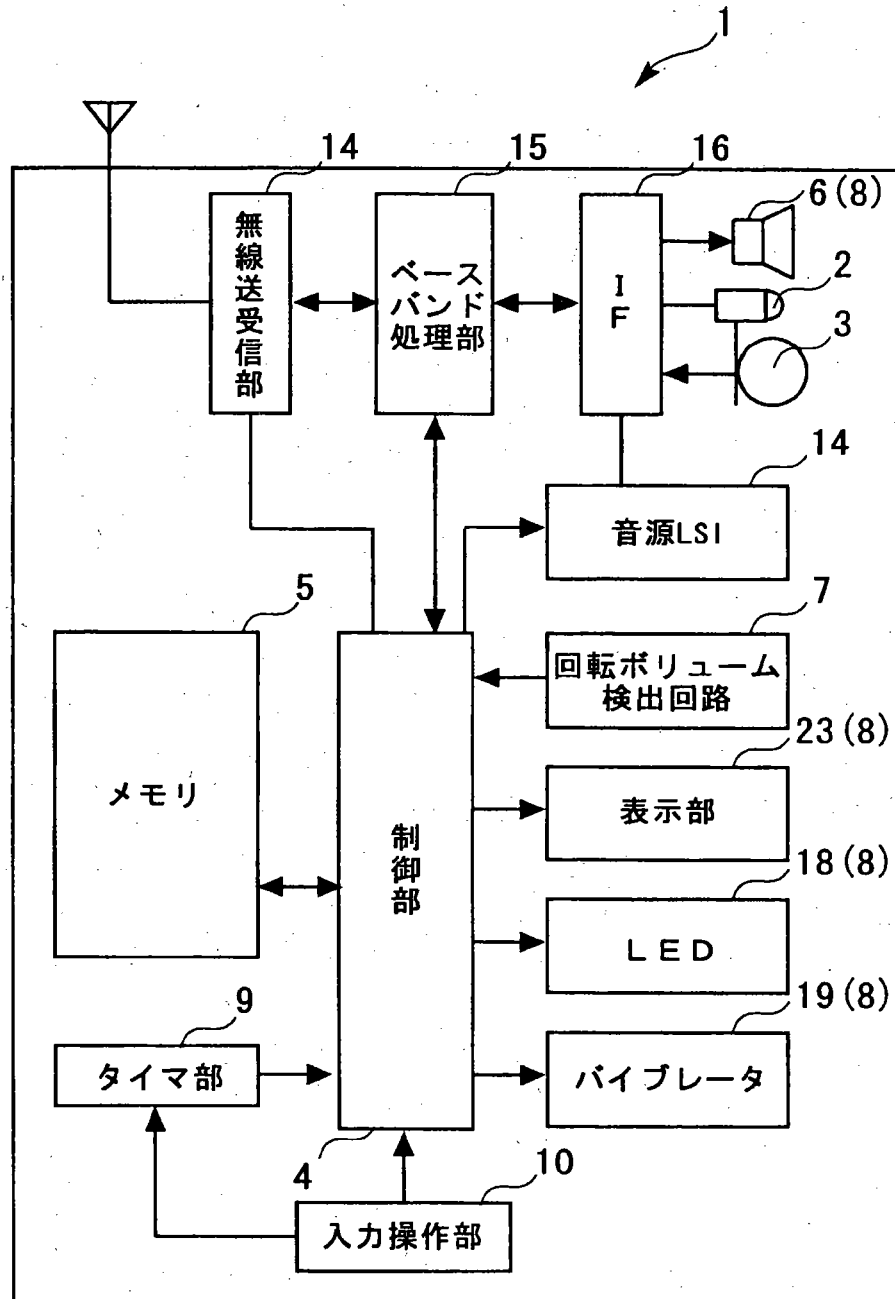 1
14
15
16
6(8)
無線送受信部
ベース
バンド
処理部
IF
2
3
14
音源LSI
5
7
メモリ
回転ボリューム
検出回路
23(8)
表示部
制御部
18(8)
LED
9
19(8)
タイマ部
バイブレータ
4
10
入力操作部